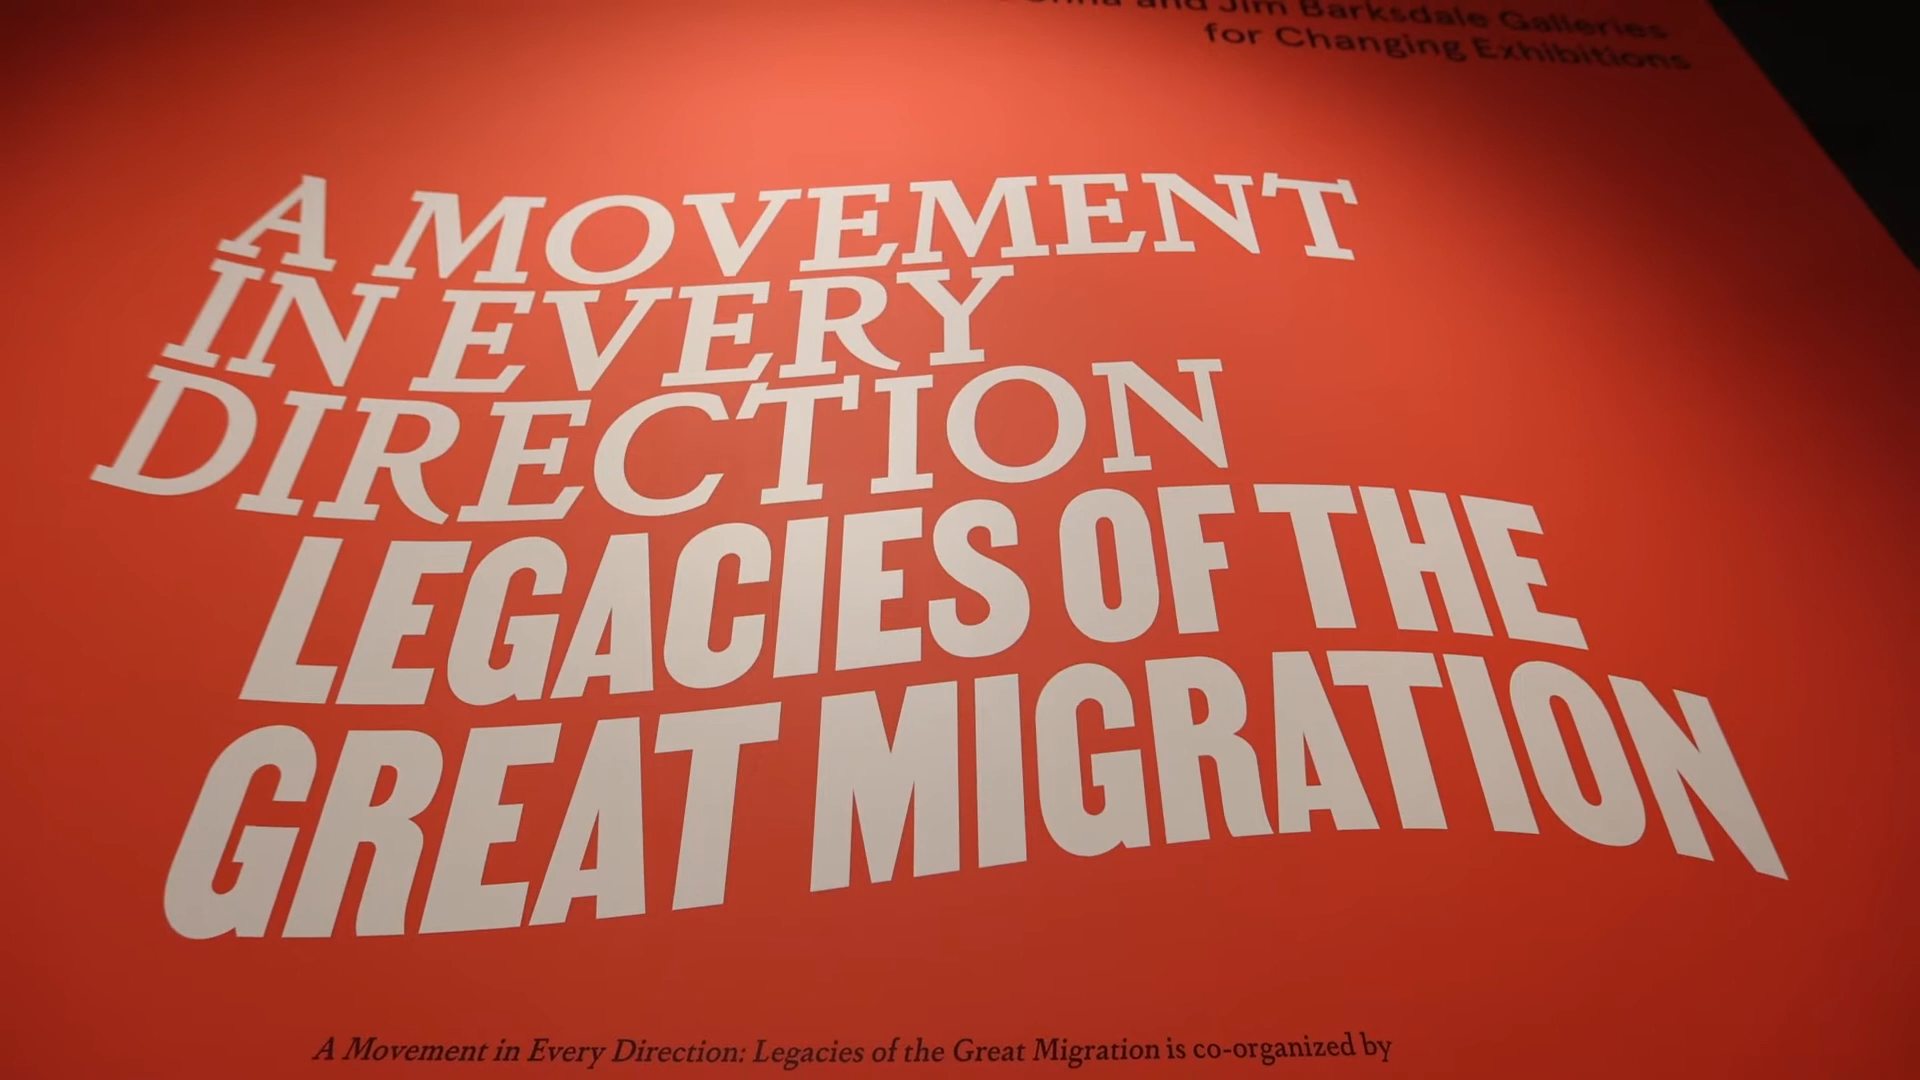 and Jim Barksdale Galleries
for Changing Exhibitions
A MOVEMENT
IN EVERY
DIRECTION
LEGACIES OF THE
GREAT MIGRATION
A Movement in Every Direction: Legacies of the Great Migration is co-organized by